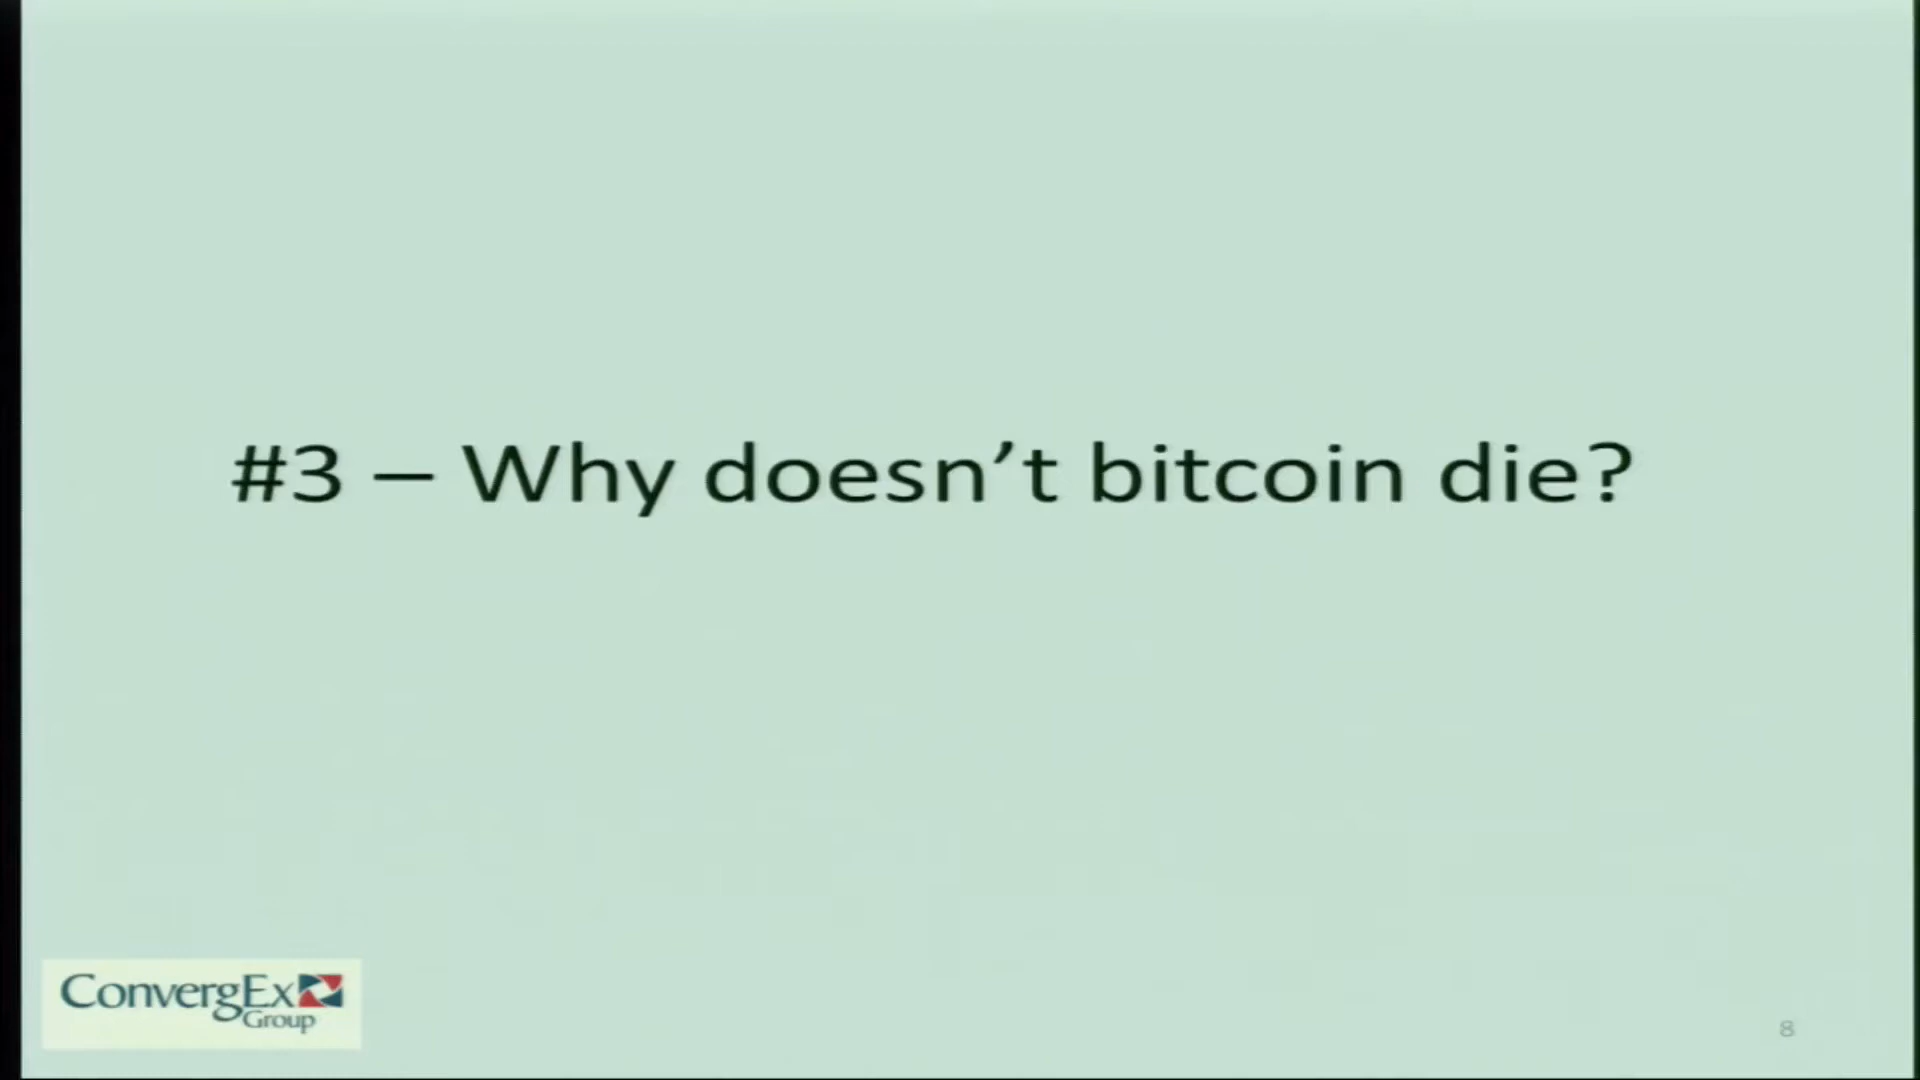 #3 – Why doesn’t bitcoin die?
ConvergEx
Group
8